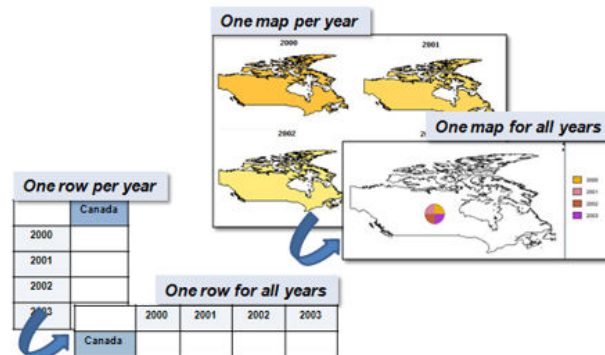 One map per year
2000
2001
2002
One map for all years
2000
2001
2002
2003
One row per year
Canada
2000
2001
2002
2003
One row for all years
2000 2001 2002 2003
Canada